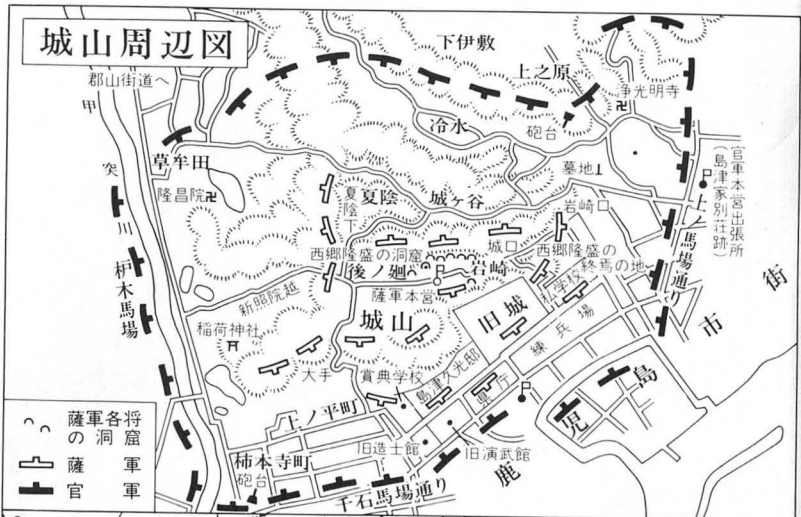 城山周辺図
下伊敷
上之原
浄光明寺
郡山街道へ
甲突川
冷水
砲台
草牟田
墓地
官軍本営出張所
(島津家別荘跡)
隆昌院
夏陰下
夏陰
城ヶ谷
岩崎口
上ノ馬場通り
西郷隆盛の洞窟
城口
西郷隆盛の
終焉の地
後ノ廻
岩崎
薩軍本営
私学校
枦木馬場
新照院越
城山
旧城
練兵場
市街
稲荷神社
大手
賞典学校
島津久光邸
県庁
鹿児島
上ノ平町
旧造士館
旧演武館
柿本寺町
砲台
千石馬場通り
薩軍各将
の洞窟
薩軍
官軍